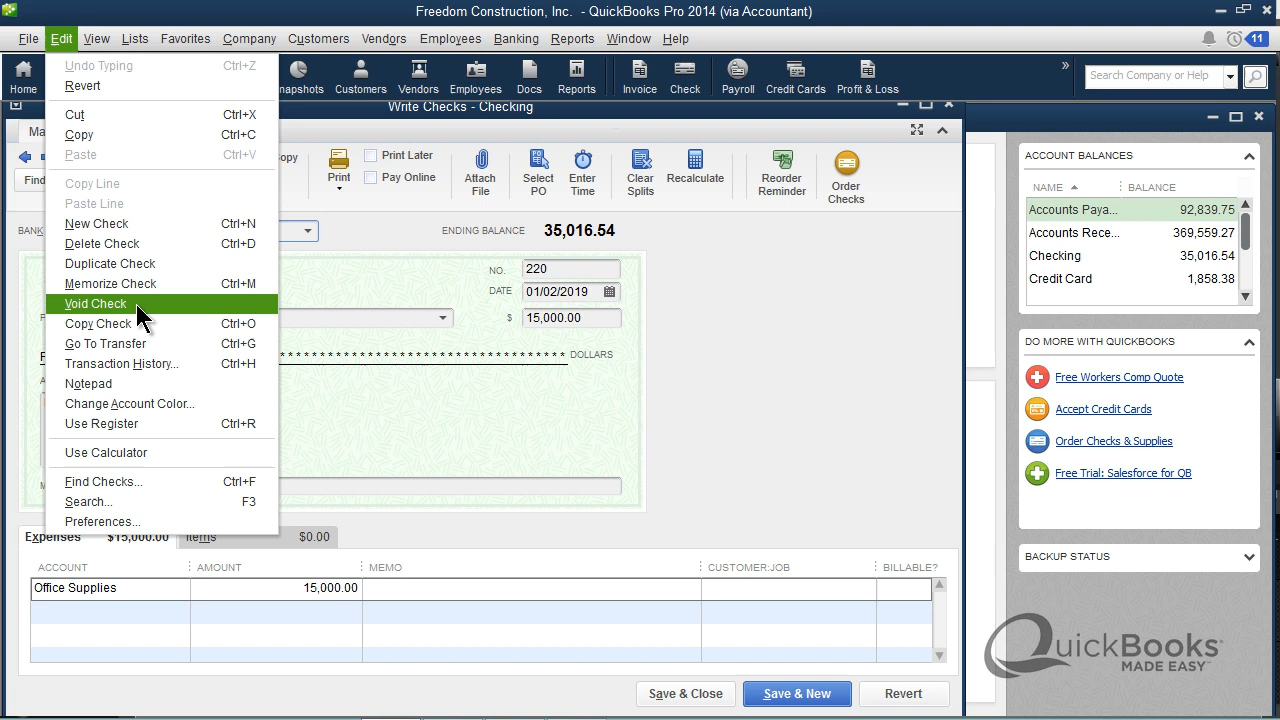 Freedom Construction, Inc. - QuickBooks Pro 2014 (via Accountant)
File Edit View Lists Favorites Company Customers Vendors Employees Banking Reports Window Help 11
Home napshots Customers Vendors Employees Docs Reports Invoice Check Payroll Credit Cards Profit & Loss » Search Company or Help
Undo Typing Ctrl+Z
Revert
Cut Ctrl+X
Copy Ctrl+C
Paste Ctrl+V
Copy Line
Paste Line
New Check Ctrl+N
Delete Check Ctrl+D
Duplicate Check
Memorize Check Ctrl+M
Void Check
Copy Check Ctrl+O
Go To Transfer Ctrl+G
Transaction History... Ctrl+H
Notepad
Change Account Color...
Use Register Ctrl+R
Use Calculator
Find Checks... Ctrl+F
Search... F3
Preferences...
Write Checks - Checking
Ma
Find
opy
Print
Print Later
Pay Online
Attach File
Select PO
Enter Time
Clear Splits
Recalculate
Reorder Reminder
Order Checks
BANK
ENDING BALANCE 35,016.54
NO. 220
DATE 01/02/2019
$ 15,000.00
****************************************** DOLLARS
Expenses $15,000.00 Items $0.00
ACCOUNT AMOUNT MEMO CUSTOMER:JOB BILLABLE?
Office Supplies 15,000.00
Save & Close Save & New Revert
ACCOUNT BALANCES
NAME BALANCE
Accounts Paya... 92,839.75
Accounts Rece... 369,559.27
Checking 35,016.54
Credit Card 1,858.38
DO MORE WITH QUICKBOOKS
Free Workers Comp Quote
Accept Credit Cards
Order Checks & Supplies
Free Trial: Salesforce for QB
BACKUP STATUS
QuickBooks
MADE EASY™